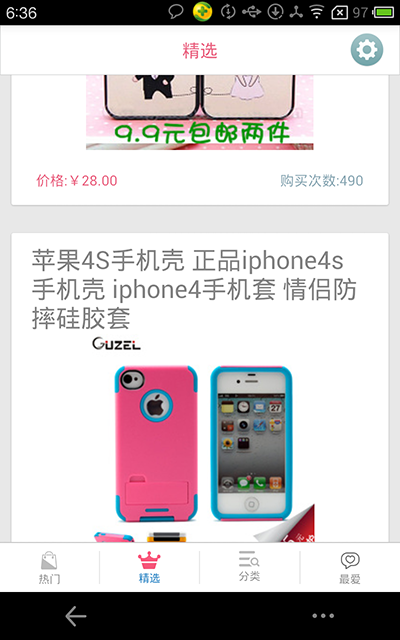 6:36
97
精选
9.9元包邮两件
价格:￥28.00
购买次数:490
苹果4S手机壳 正品iphone4s
手机壳 iphone4手机套 情侣防
摔硅胶套
GUZEL
热门
精选
分类
最爱